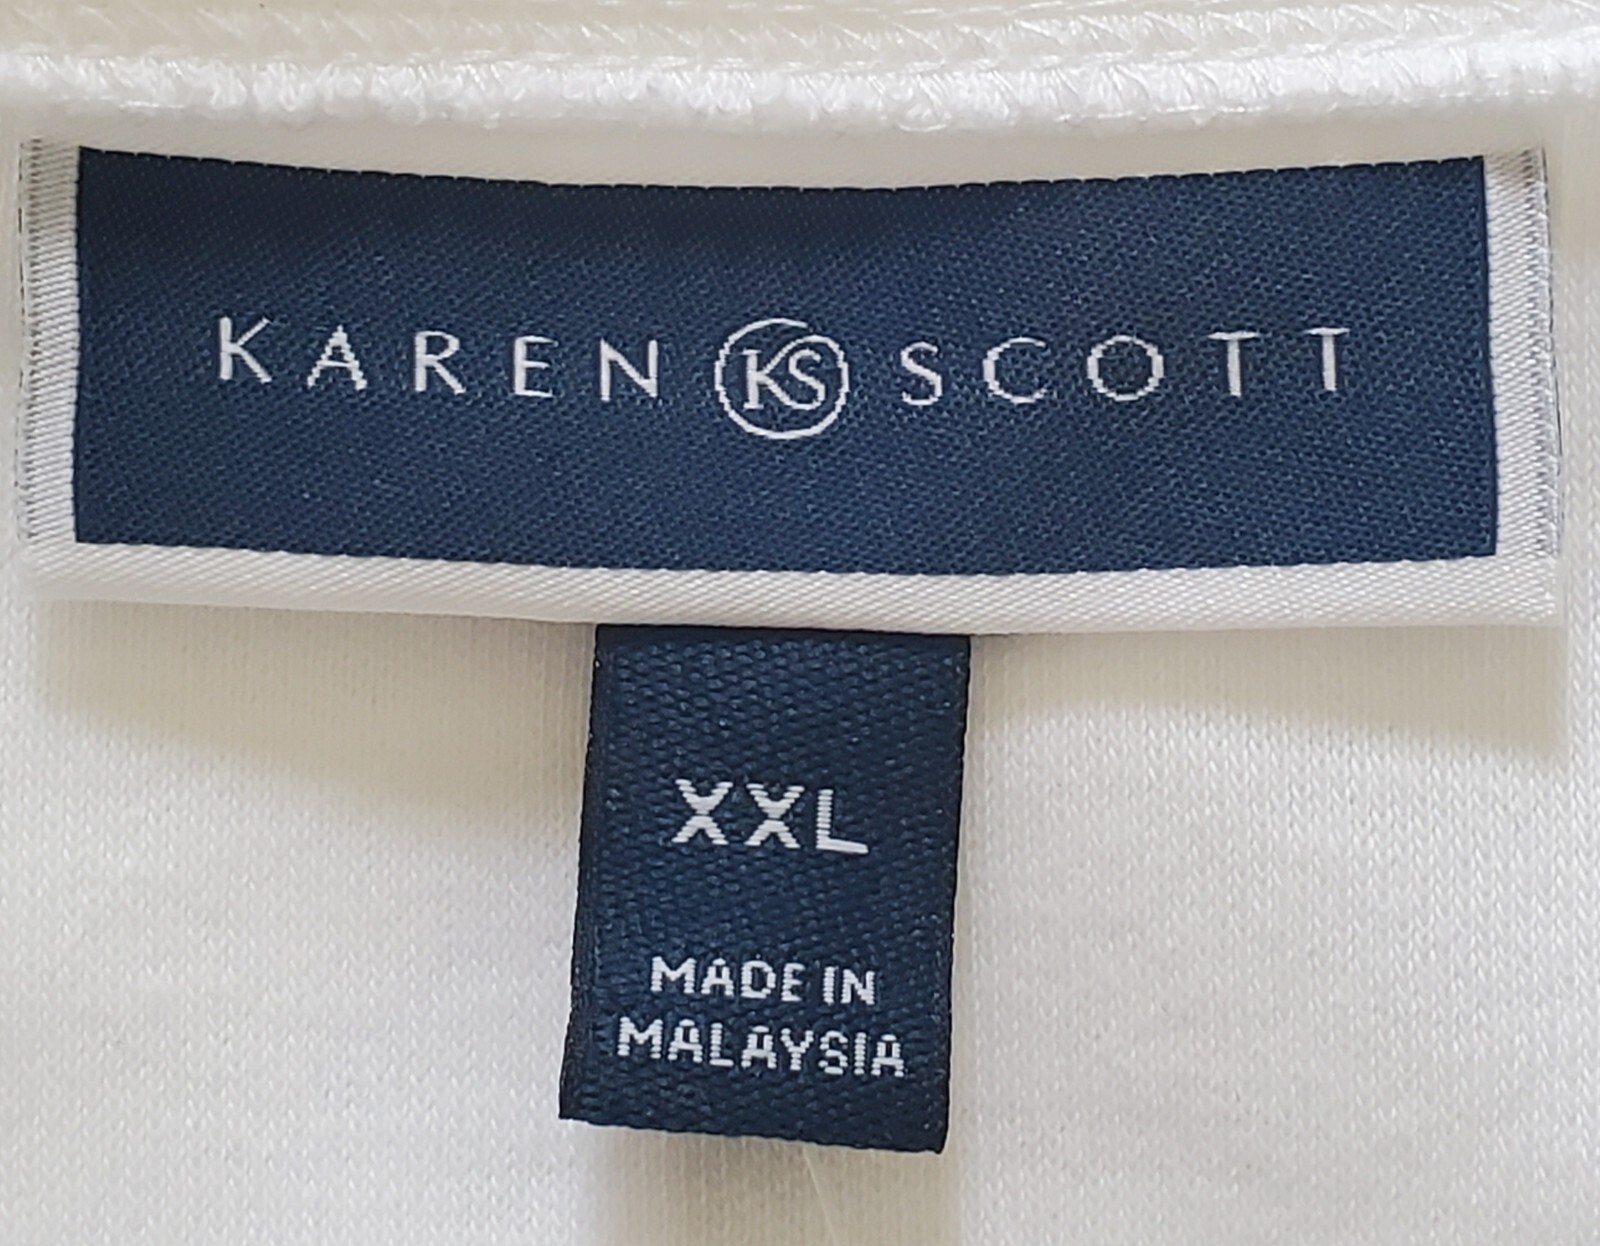 KAREN KS SCOTT
XXL
MADE IN
MALAYSIA